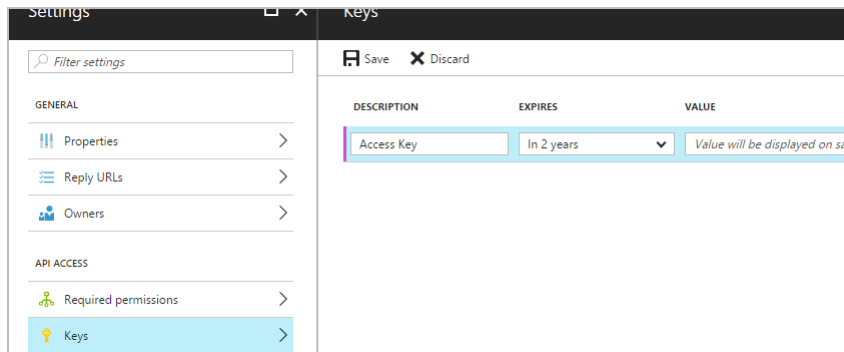 Settings
Keys
Filter settings
Save Discard
GENERAL
DESCRIPTION EXPIRES VALUE
Properties
Access Key In 2 years Value will be displayed on
Reply URLs
Owners
API ACCESS
Required permissions
Keys